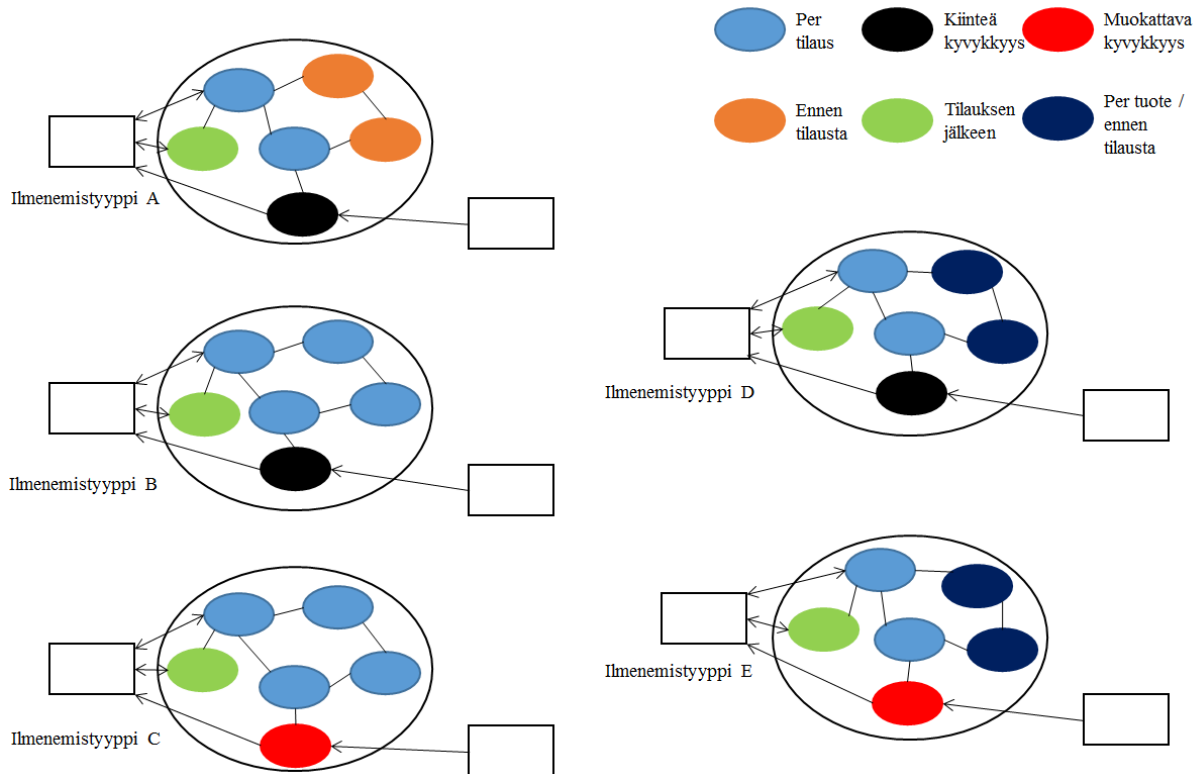 Per
tilaus
Kiinteä
kyvykkyys
Muokattava
kyvykkyys
Ennen
tilausta
Tilauksen
jälkeen
Per tuote /
ennen
tilausta
Ilmenemistyyppi A
Ilmenemistyyppi B
Ilmenemistyyppi C
Ilmenemistyyppi D
Ilmenemistyyppi E